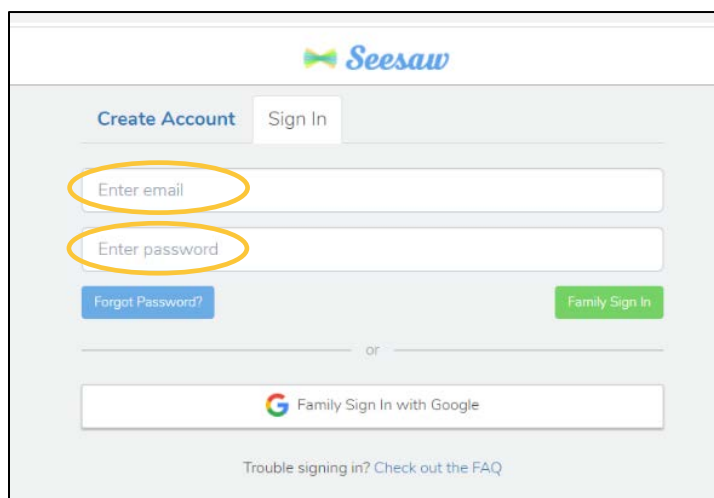 Seesaw
Create Account Sign In
Enter email
Enter password
Forgot Password? Family Sign In
or
Family Sign In with Google
Trouble signing in? Check out the FAQ